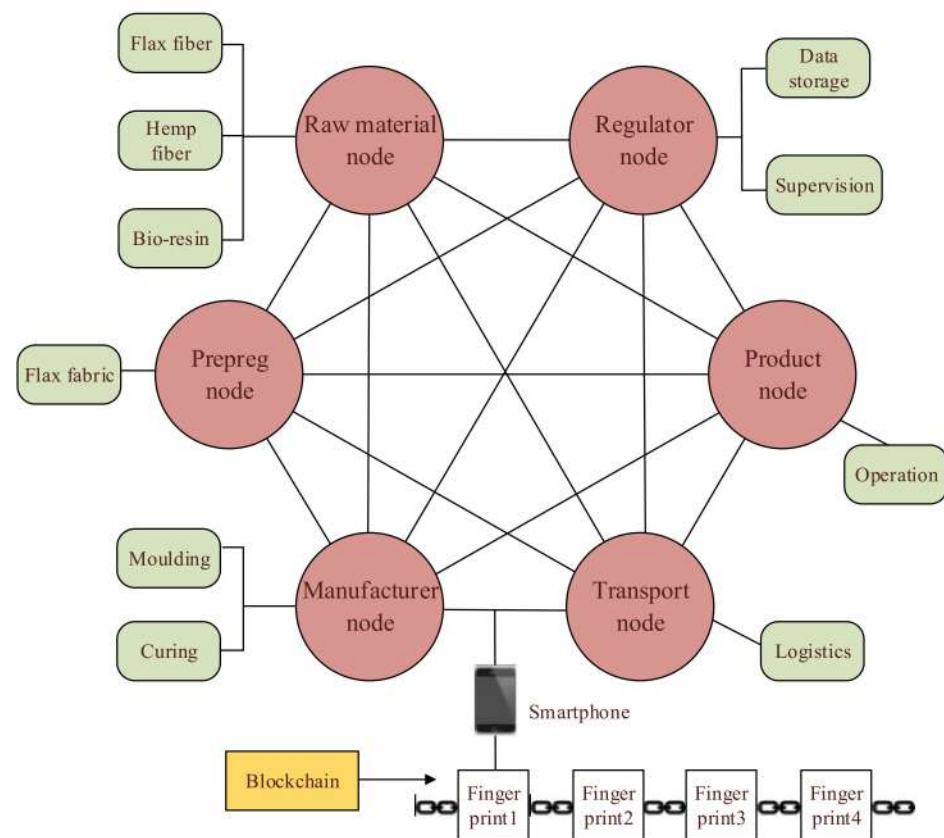 Flax fiber
Hemp
fiber
Bio-resin
Raw material
node
Regulator
node
Data
storage
Supervision
Flax fabric
Prepreg
node
Product
node
Operation
Moulding
Curing
Manufacturer
node
Transport
node
Logistics
Smartphone
Blockchain
Finger
print1
Finger
print2
Finger
print3
Finger
print4